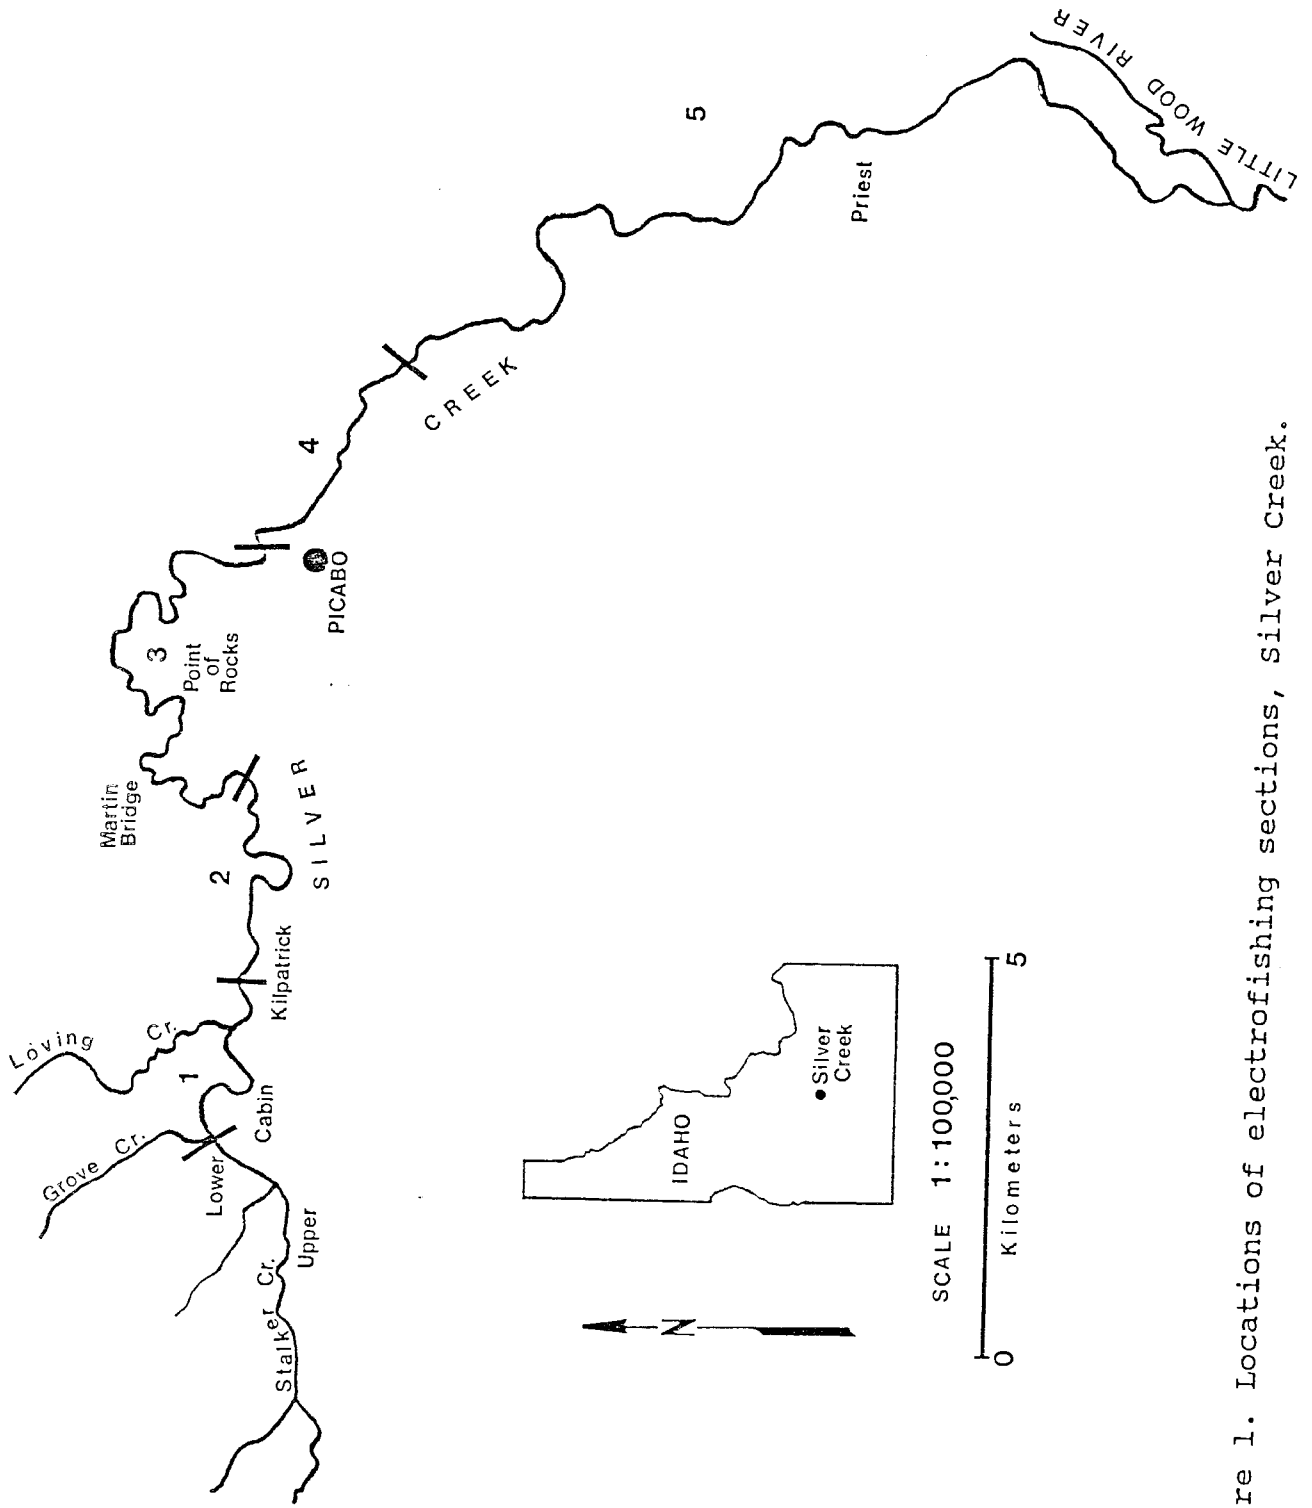 Loving
Cr.
Grove Cr.
1
Lower
Cabin
Kilpatrick
Upper
Stalker Cr.
2
SILVER
Martin
Bridge
3
Point
of
Rocks
PICABO
4
CREEK
5
Priest
LITTLE WOOD RIVER
N
IDAHO
Silver
Creek
SCALE 1:100,000
0 5
Kilometers
re 1. Locations of electrofishing sections, Silver Creek.